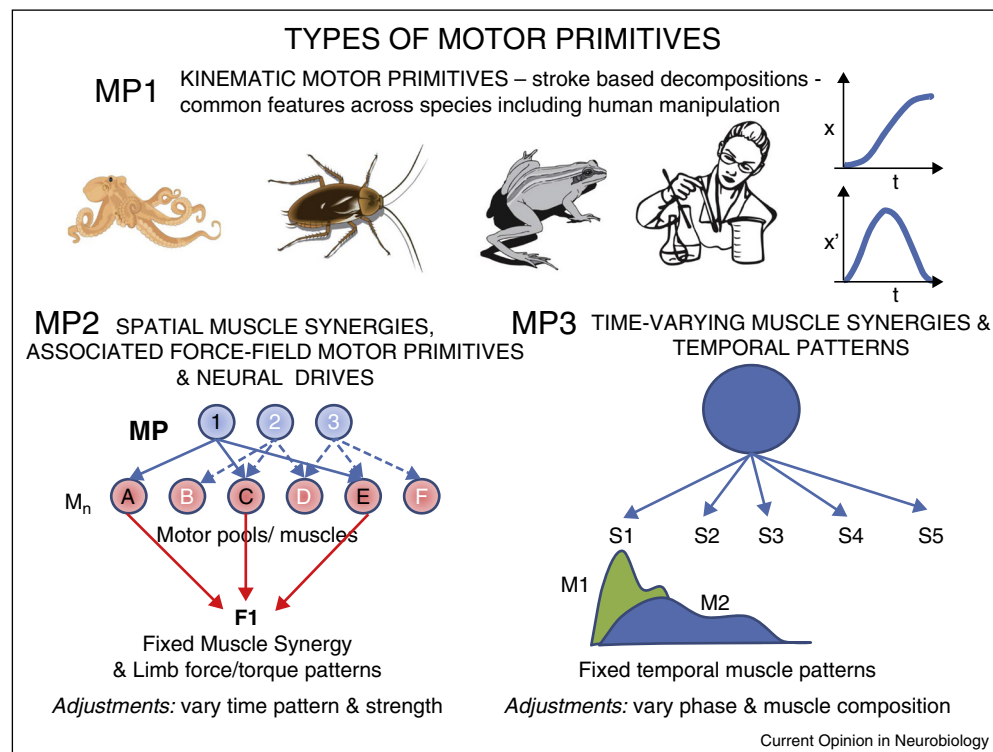 TYPES OF MOTOR PRIMITIVES
MP1 KINEMATIC MOTOR PRIMITIVES – stroke based decompositions -
common features across species including human manipulation
x
t
x'
t
MP2 SPATIAL MUSCLE SYNERGIES,
ASSOCIATED FORCE-FIELD MOTOR PRIMITIVES
& NEURAL DRIVES
MP 1 2 3
Mn A B C D E F
Motor pools/ muscles
F1
Fixed Muscle Synergy
& Limb force/torque patterns
Adjustments: vary time pattern & strength
MP3 TIME-VARYING MUSCLE SYNERGIES &
TEMPORAL PATTERNS
S1 S2 S3 S4 S5
M1
M2
Fixed temporal muscle patterns
Adjustments: vary phase & muscle composition
Current Opinion in Neurobiology